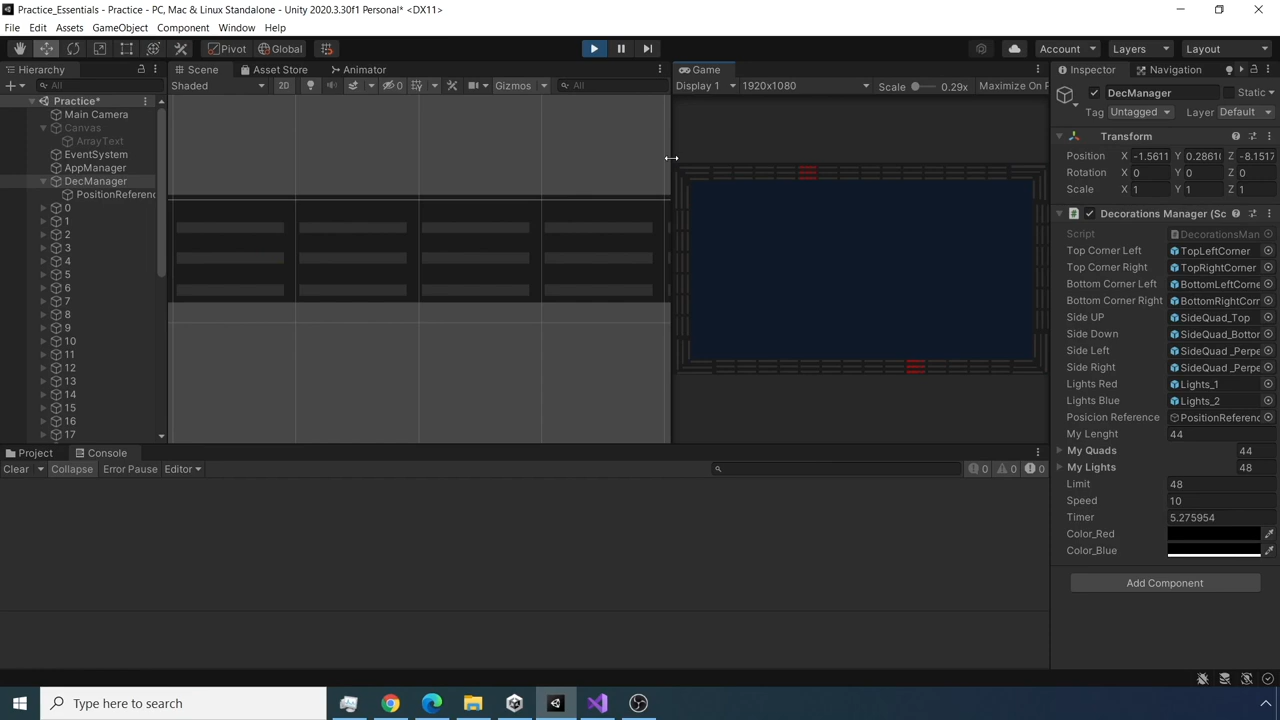 Practice_Essentials - Practice - PC, Mac & Linux Standalone - Unity 2020.3.30f1 Personal* <DX11>
File Edit Assets GameObject Component Window Help
Pivot Global Account Layers Layout
Hierarchy Scene Asset Store Animator Game Inspector Navigation
All Shaded 20 0 Gizmos All Display 1 1920x1080 Scale 0.29x Maximize On P
DecManager Static
Tag Untagged Layer Default
Practice*
Main Camera
Canvas
ArrayText
EventSystem
AppManager
DecManager
PositionReferenc
0
1
2
3
4
5
6
7
8
9
10
11
12
13
14
15
16
17
Transform
Position X -1.5611 Y 0.28610 Z -8.1517
Rotation X 0 Y 0 Z 0
Scale X 1 Y 1 Z 1
Decorations Manager (Sc
Script DecorationsMan
Top Corner Left TopLeftCorner
Top Corner Right TopRightCorner
Bottom Corner Left BottomLeftCorne
Bottom Corner Right BottomRightCorn
Side UP SideQuad_Top
Side Down SideQuad_Bottor
Side Left SideQuad _Perpe
Side Right SideQuad _Perpe
Lights Red Lights_1
Lights Blue Lights_2
Posicion Reference PositionReferenc
My Lenght 44
My Quads 44
My Lights 48
Limit 48
Speed 10
Timer 5.275954
Color_Red
Color_Blue
Add Component
Project Console
Clear Collapse Error Pause Editor 0 0 0
Type here to search